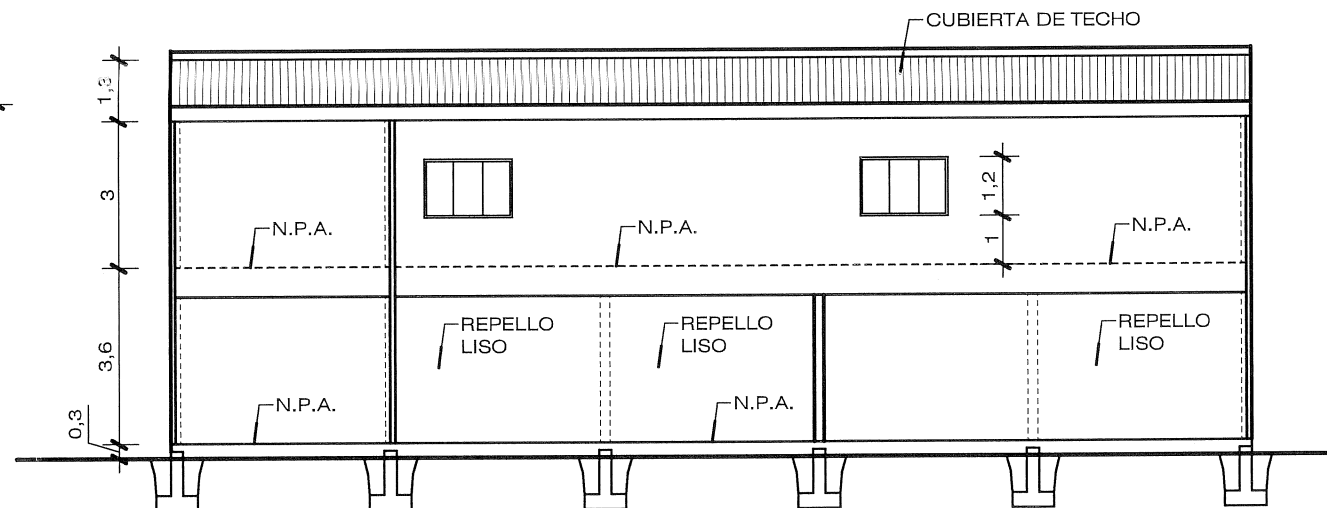 CUBIERTA DE TECHO
1,3
3
1,2
1
N.P.A.
N.P.A.
N.P.A.
3,6
REPELLO
LISO
REPELLO
LISO
REPELLO
LISO
N.P.A.
N.P.A.
0,3